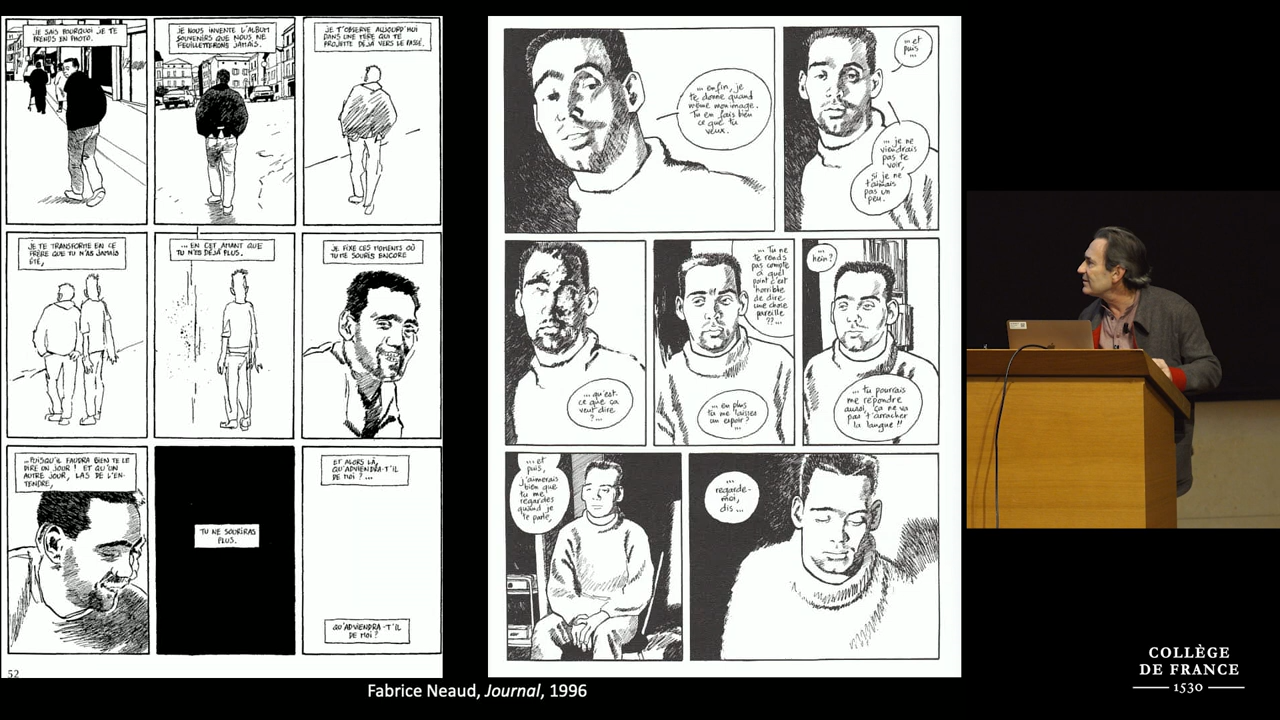 JE SAIS POURQUOI JE TE
PRENDS EN PHOTO.
JE NOUS INVENTE L'ALBUM
SOUVENIRS QUE NOUS NE
FEUILLETTERONS JAMAIS.
JE T'OBSERVE AUJOURD'HUI
DANS UNE MIRE QUI TE
PROJETTE DÉJÀ VERS LE PASSÉ.
JE TE TRANSFORME EN CE
FRÈRE QUE TU N'AS JAMAIS
ÉTÉ,
... EN CET AMANT QUE
TU N'ES DÉJÀ PLUS.
JE FIXE CES MOMENTS OÙ
TU ME SOURIS ENCORE
...PUISQU'IL FAUDRA BIEN TE LE
DIRE UN JOUR ! ET QU'UN
AUTRE JOUR, LAS DE L'EN-
TENDRE,
TU NE SOURIRAS
PLUS.
ET ALORS LÀ,
QU'ADVIENDRA-T'IL
DE MOI ?...
QU'ADVIENDRA-T'IL
DE MOI ?
52
... enfin, je
te donne quand
même mon image.
Tu en fais bien
ce que tu
veux.
... et
puis
...
... je ne
viendrais
pas te
voir,
si je ne
t'aimais
pas un
peu.
... qu'est-
ce que ça
veut dire
?...
... Tu ne
te rends
pas compte
à quel
point c'est
horrible
de dire
une chose
pareille
??...
... en plus
tu me laisses
un espoir ?
...
... hein ?
... tu pourrais
me répondre
aussi, ça ne va
pas t'arracher
la langue !!
... et
puis,
j'aimerais
bien que
tu me
regardes
quand je
te parle,
...
regarde-
moi,
dis ...
Fabrice Neaud, Journal, 1996
COLLÈGE
DE FRANCE
1530